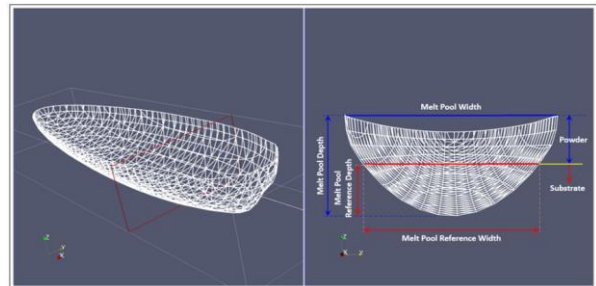 Melt Pool Width
Melt Pool Depth
Melt Pool
Reference Depth
Powder
Substrate
Melt Pool Reference Width
Z
Y
X
Z
X